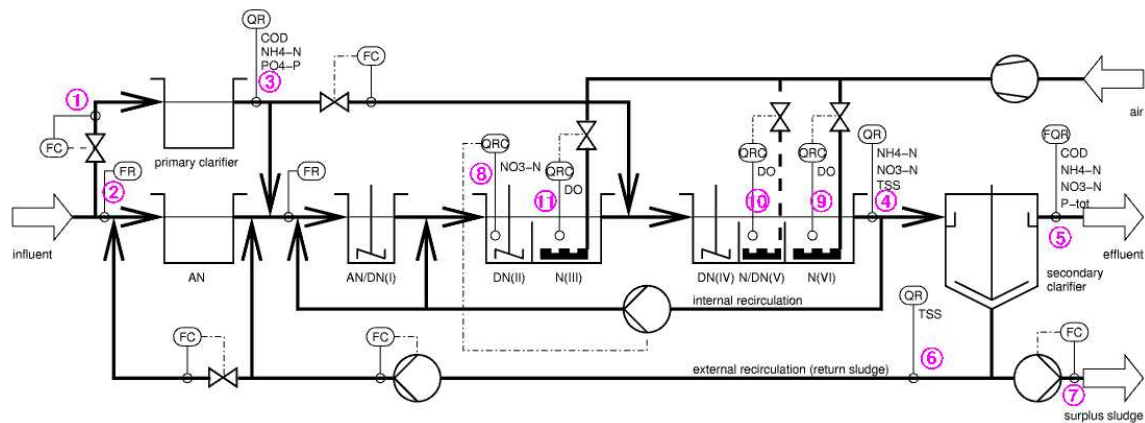 QR
COD
NH4-N
PO4-P
③
FC
①
FC
primary clarifier
air
②
FR
FR
influent
AN
AN/DN(I)
QRC
NO3-N
⑧
QRC
DO
⑪
DN(II)
N(III)
QRC
DO
⑩
QRC
DO
⑨
QR
NH4-N
NO3-N
TSS
④
DN(IV)
N/DN(V)
N(VI)
FQR
COD
NH4-N
NO3-N
P-tot
⑤
effluent
secondary
clarifier
internal recirculation
QR
TSS
⑥
FC
FC
external recirculation (return sludge)
FC
⑦
surplus sludge